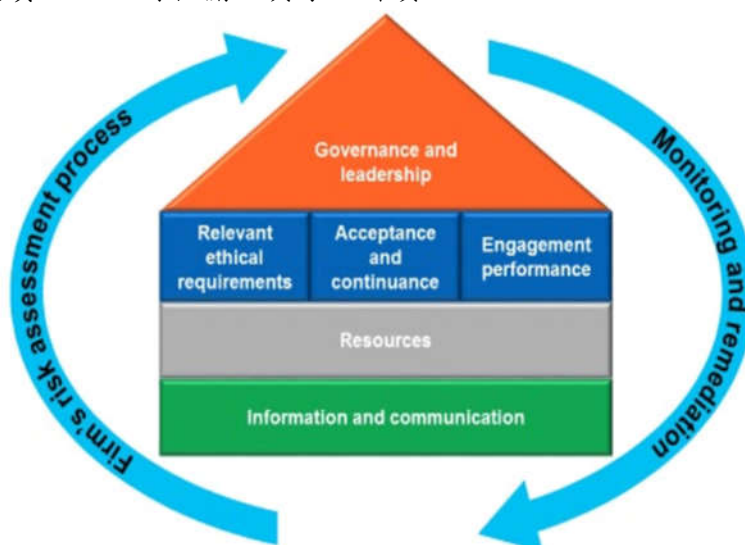 Firm's risk assessment process
Governance and
leadership
Relevant
ethical
requirements
Acceptance
and
continuance
Engagement
performance
Resources
Information and communication
Monitoring and remediation